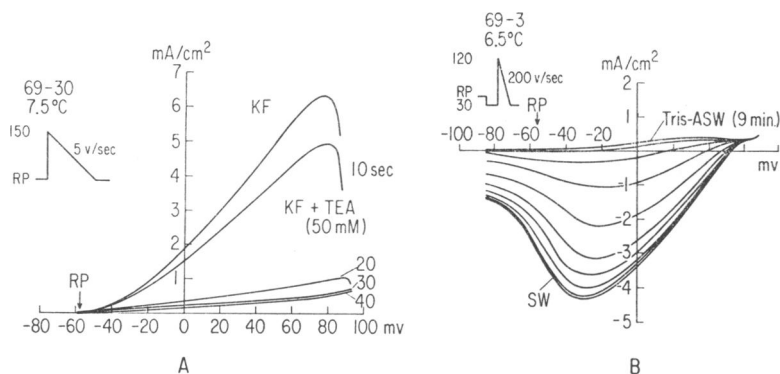 69-30
7.5°C
150
5 v/sec
RP
mA/cm²
7
6
5
4
3
2
1
KF
10 sec
KF + TEA
(50 mM)
20
30
40
RP
-80 -60 -40 -20 0 20 40 60 80 100 mv
A
69-3
6.5°C
120
200 v/sec
RP
30
mA/cm²
2
1
RP
Tris-ASW (9 min.)
-100 -80 -60 -20
mv
-1
-2
-3
-4
-5
SW
B